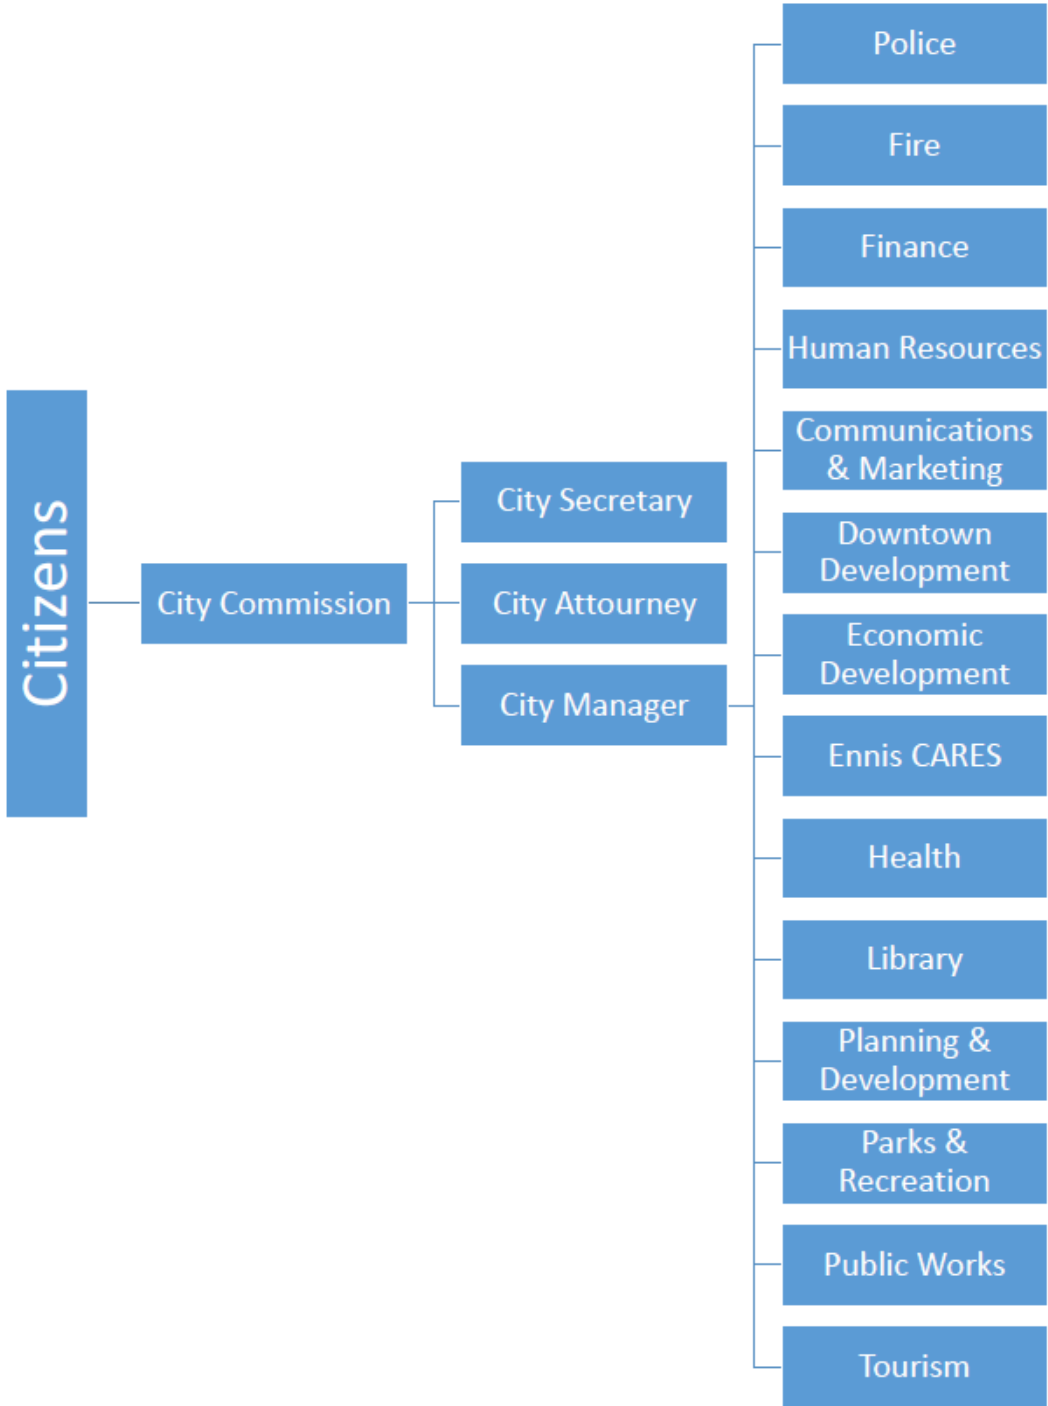 Citizens
City Commission
City Secretary
City Attourney
City Manager
Police
Fire
Finance
Human Resources
Communications
& Marketing
Downtown
Development
Economic
Development
Ennis CARES
Health
Library
Planning &
Development
Parks &
Recreation
Public Works
Tourism